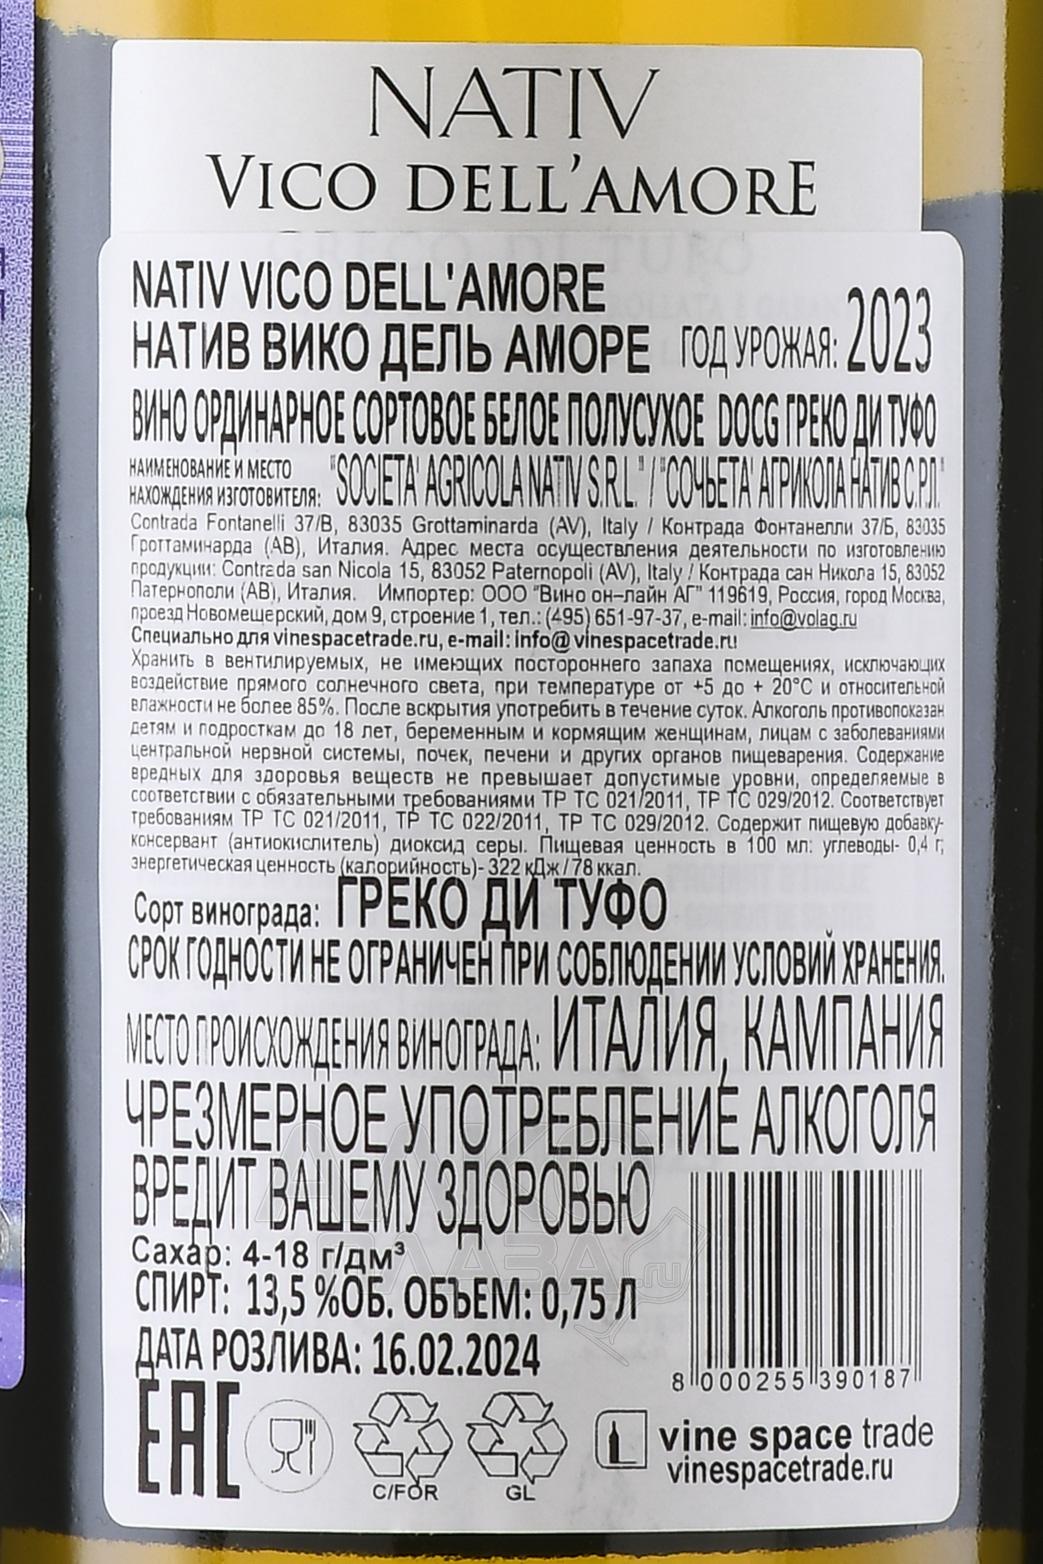 NATIV
VICO DELL'AMORE
GRECO DI TUFO
NATIV VICO DELL'AMORE
НАТИВ ВИКО ДЕЛЬ АМОРЕ ГОД УРОЖАЯ: 2023
ВИНО ОРДИНАРНОЕ СОРТОВОЕ БЕЛОЕ ПОЛУСУХОЕ DOCG ГРЕКО ДИ ТУФО
НАИМЕНОВАНИЕ И МЕСТО
НАХОЖДЕНИЯ ИЗГОТОВИТЕЛЯ: "SOCIETA' AGRICOLA NATIV S.R.L." / "СОЧЬЕТА' АГРИКОЛА НАТИВ С.Р.Л."
Contrada Fontanelli 37/B, 83035 Grottaminarda (AV), Italy / Контрада Фонтанелли 37/Б, 83035
Гроттаминарда (АВ), Италия. Адрес места осуществления деятельности по изготовлению
продукции: Contrada san Nicola 15, 83052 Paternopoli (AV), Italy / Контрада сан Никола 15, 83052
Патернополи (АВ), Италия. Импортер: ООО "Вино он-лайн АГ" 119619, Россия, город Москва,
проезд Новомещерский, дом 9, строение 1, тел.: (495) 651-97-37, e-mail: info@volag.ru
Специально для vinespacetrade.ru, e-mail: info@vinespacetrade.ru
Хранить в вентилируемых, не имеющих постороннего запаха помещениях, исключающих
воздействие прямого солнечного света, при температуре от +5 до + 20°С и относительной
влажности не более 85%. После вскрытия употребить в течение суток. Алкоголь противопоказан
детям и подросткам до 18 лет, беременным и кормящим женщинам, лицам с заболеваниями
центральной нервной системы, почек, печени и других органов пищеварения. Содержание
вредных для здоровья веществ не превышает допустимые уровни, определяемые в
соответствии с обязательными требованиями ТР ТС 021/2011, ТР ТС 029/2012. Соответствует
требованиям ТР ТС 021/2011, ТР ТС 022/2011, ТР ТС 029/2012. Содержит пищевую добавку-
консервант (антиокислитель) диоксид серы. Пищевая ценность в 100 мл: углеводы- 0,4 г;
энергетическая ценность (калорийность)- 322 кДж / 78 ккал.
Сорт винограда: ГРЕКО ДИ ТУФО
СРОК ГОДНОСТИ НЕ ОГРАНИЧЕН ПРИ СОБЛЮДЕНИИ УСЛОВИЙ ХРАНЕНИЯ.
МЕСТО ПРОИСХОЖДЕНИЯ ВИНОГРАДА: ИТАЛИЯ, КАМПАНИЯ
ЧРЕЗМЕРНОЕ УПОТРЕБЛЕНИЕ АЛКОГОЛЯ
ВРЕДИТ ВАШЕМУ ЗДОРОВЬЮ
Сахар: 4-18 г/дм³
СПИРТ: 13,5 %ОБ. ОБЪЕМ: 0,75 Л
ДАТА РОЗЛИВА: 16.02.2024
8 000255 390187
EAC
C/FOR
GL
vine space trade
vinespacetrade.ru